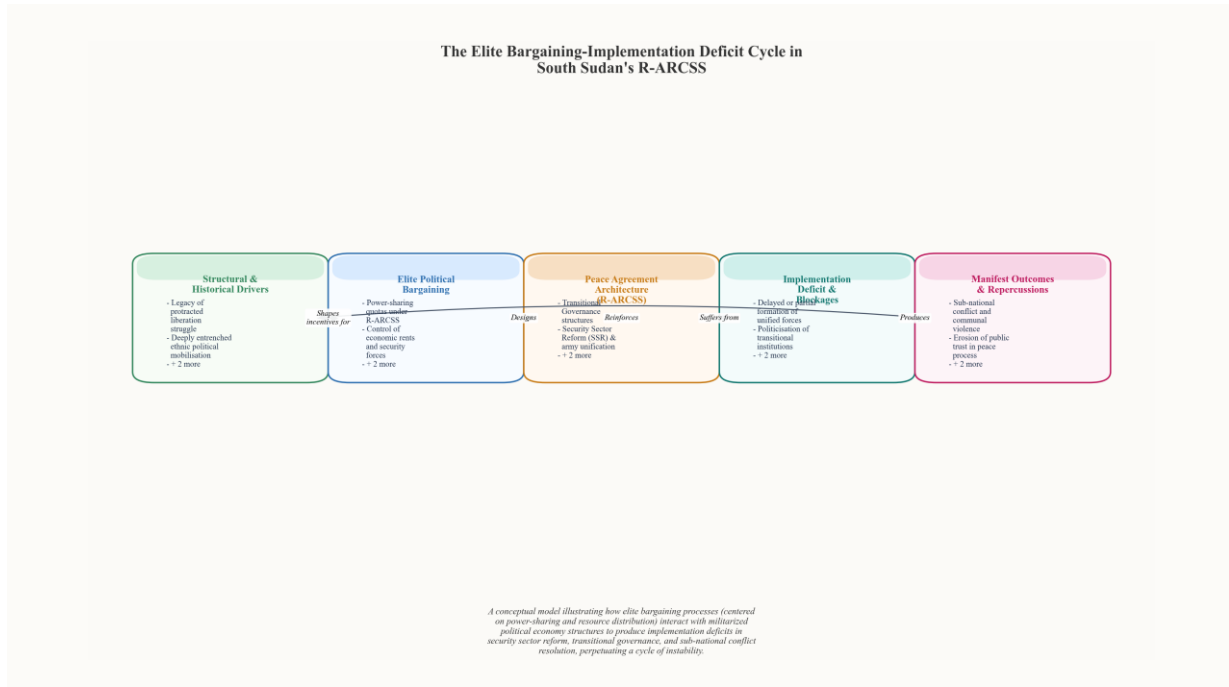 The Elite Bargaining-Implementation Deficit Cycle in
South Sudan's R-ARCSS
Structural &
Historical Drivers
- Legacy of
protracted
liberation
struggle
- Deeply entrenched
ethnic political
mobilisation
- + 2 more
Shapes
incentives for
Elite Political
Bargaining
- Power-sharing
quotas under
R-ARCSS
- Control of
economic rents
and security
forces
- + 2 more
Designs
Peace Agreement
Architecture
(R-ARCSS)
- Transitional
Governance
structures
- Security Sector
Reform (SSR) &
army unification
- + 2 more
Reinforces
Suffers from
Implementation
Deficit &
Blockages
- Delayed or partial
formation of
unified forces
- Politicisation of
transitional
institutions
- + 2 more
Produces
Manifest Outcomes
& Repercussions
- Sub-national
conflict and
communal
violence
- Erosion of public
trust in peace
process
- + 2 more
A conceptual model illustrating how elite bargaining processes (centered
on power-sharing and resource distribution) interact with militarized
political economy structures to produce implementation deficits in
security sector reform, transitional governance, and sub-national conflict
resolution, perpetuating a cycle of instability.